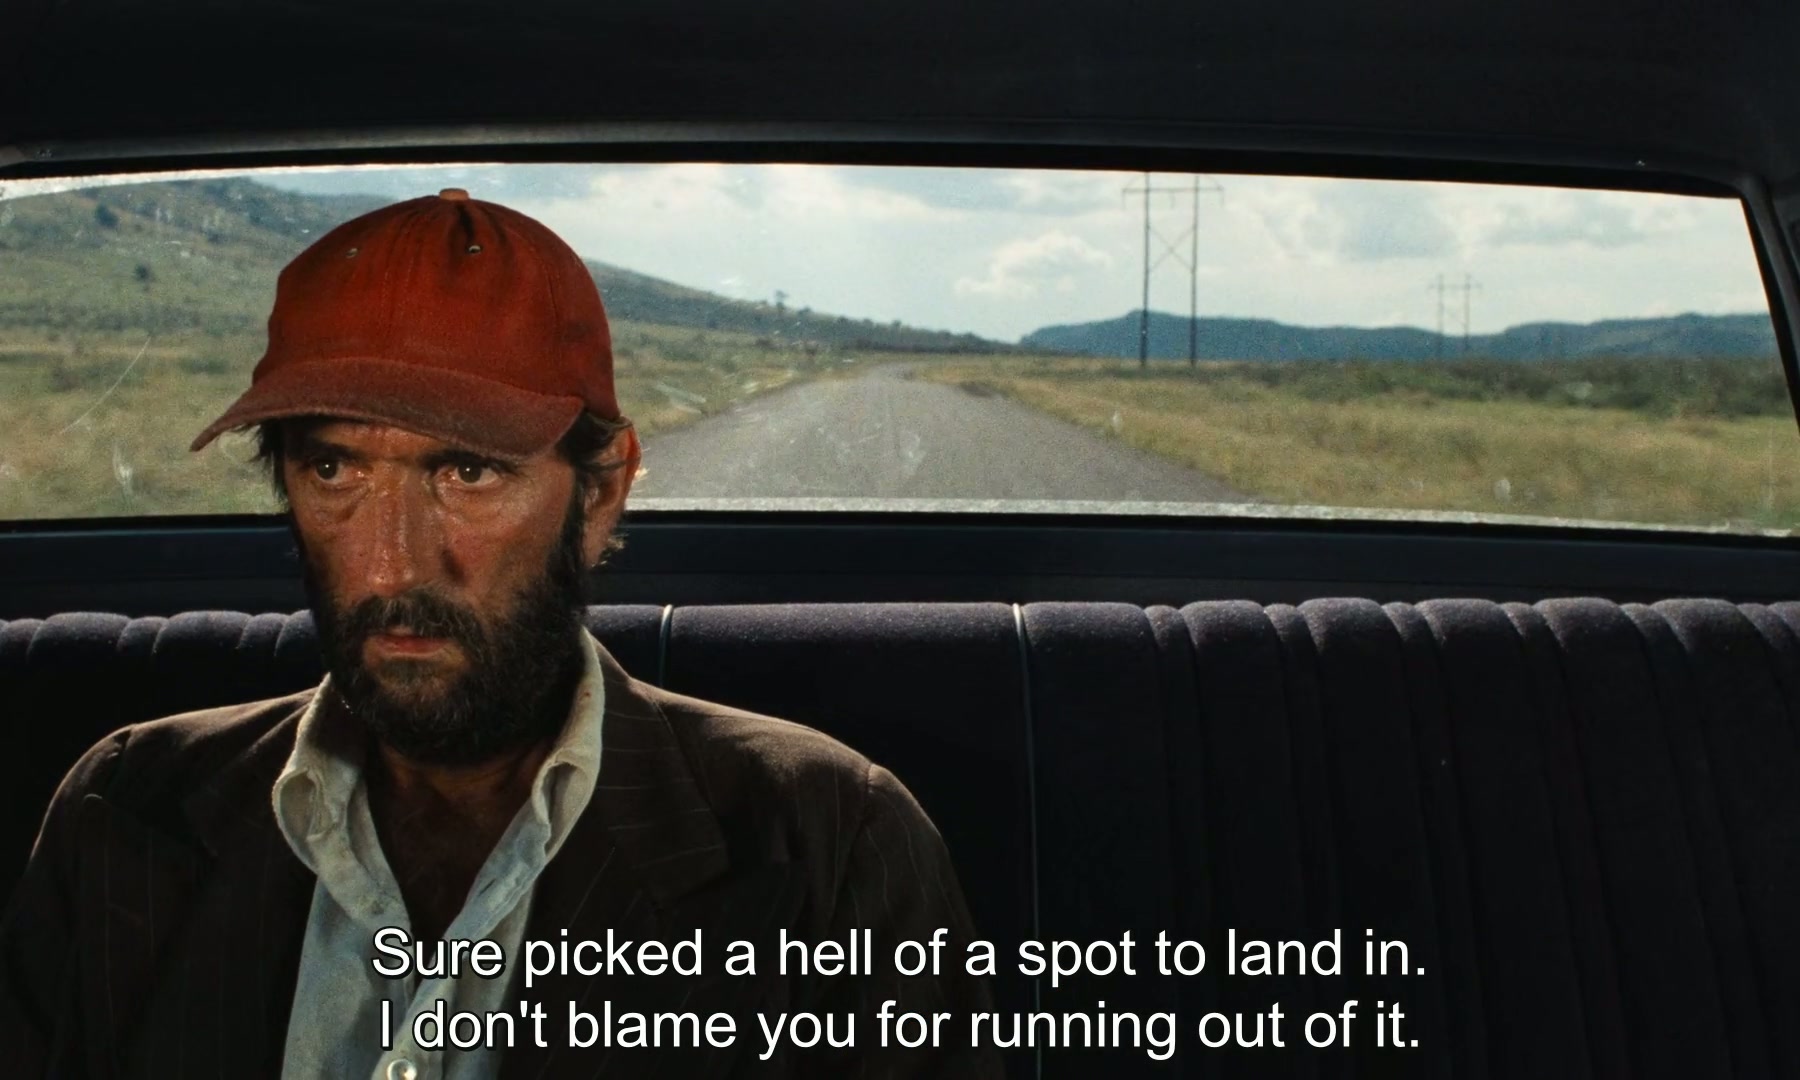 Sure picked a hell of a spot to land in.
I don't blame you for running out of it.